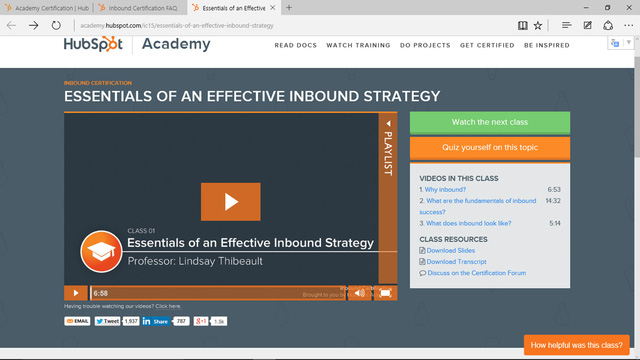 Academy Certification | Hub
Inbound Certification FAQ
Essentials of an Effective
academy.hubspot.com/ic15/essentials-of-an-effective-inbound-strategy
HubSpot Academy
READ DOCS WATCH TRAINING DO PROJECTS GET CERTIFIED BE INSPIRED
INBOUND CERTIFICATION
ESSENTIALS OF AN EFFECTIVE INBOUND STRATEGY
PLAYLIST
CLASS 01
Essentials of an Effective Inbound Strategy
Professor: Lindsay Thibeault
6:58
Brought to you by
Having trouble watching our videos? Click here.
EMAIL Tweet 1,937 Share 787 g+1 1.5k
Watch the next class
Quiz yourself on this topic
VIDEOS IN THIS CLASS
1. Why inbound? 6:53
2. What are the fundamentals of inbound 14:32
success?
3. What does inbound look like? 5:14
CLASS RESOURCES
Download Slides
Download Transcript
Discuss on the Certification Forum
How helpful was this class?